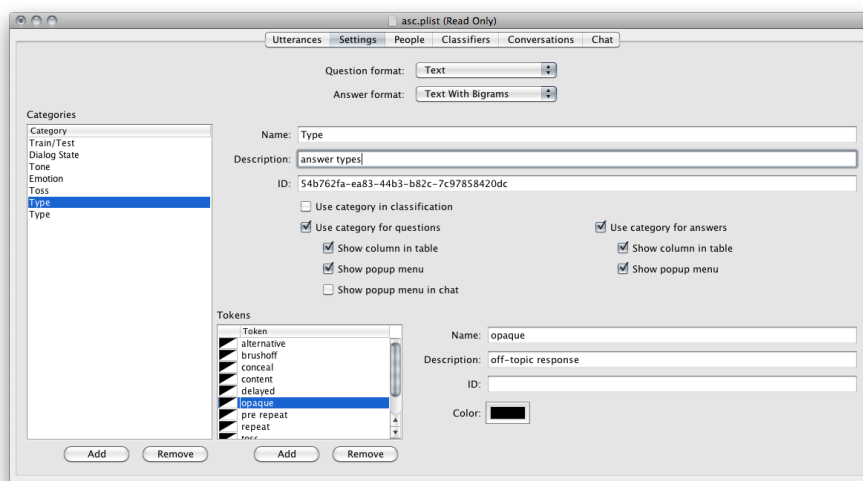 asc.plist (Read Only)
Utterances Settings People Classifiers Conversations Chat
Question format: Text
Answer format: Text With Bigrams
Categories
Category
Train/Test
Dialog State
Tone
Emotion
Toss
Type
Type
Add Remove
Name: Type
Description: answer types
ID: 54b762fa-ea83-44b3-b82c-7c97858420dc
Use category in classification
Use category for questions
Show column in table
Show popup menu
Show popup menu in chat
Use category for answers
Show column in table
Show popup menu
Tokens
Token
alternative
brushoff
conceal
content
delayed
opaque
pre repeat
repeat
toss
Add Remove
Name: opaque
Description: off-topic response
ID:
Color: